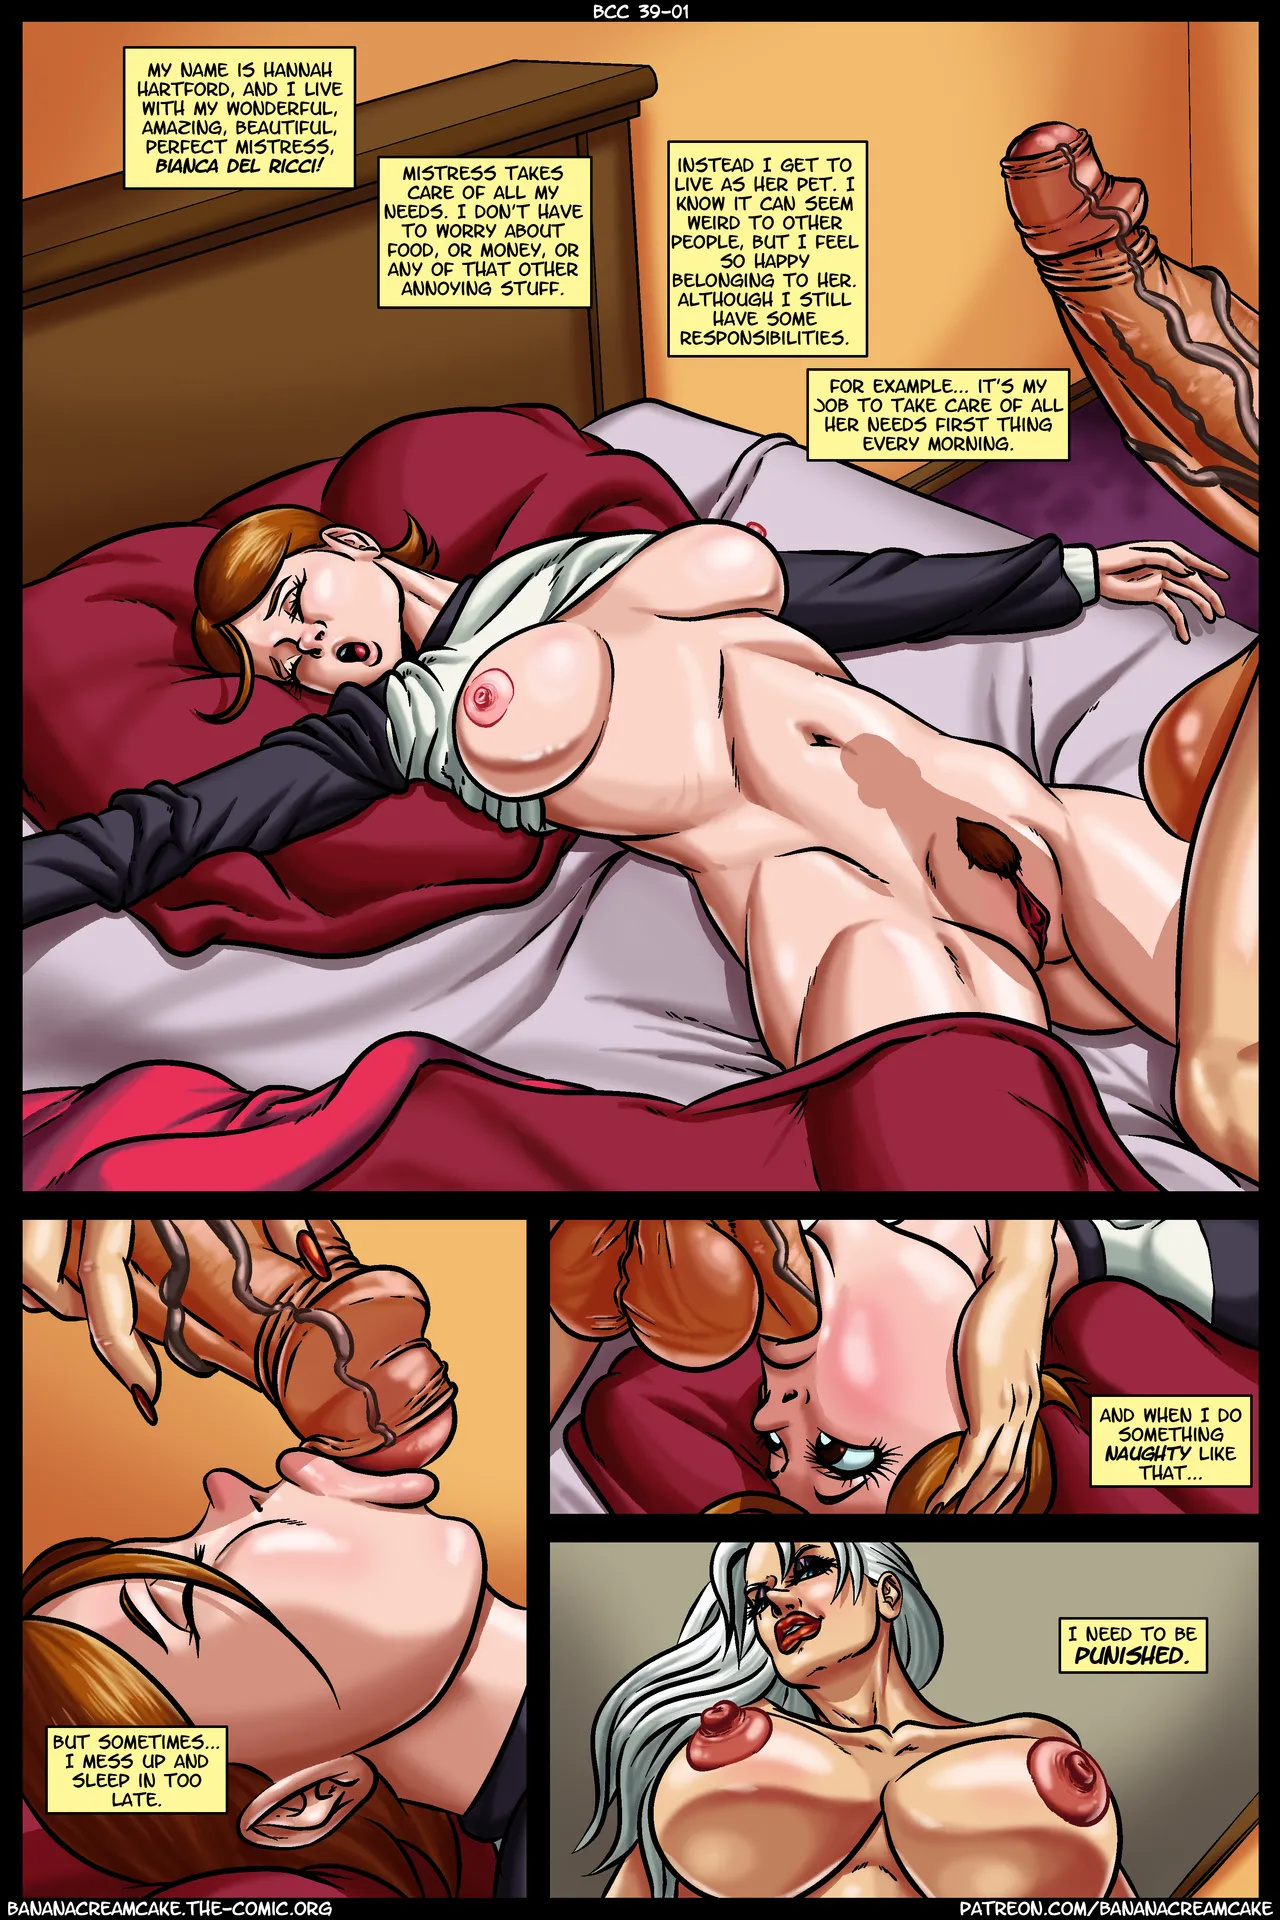 BCC 39-01
MY NAME IS HANNAH
HARTFORD, AND I LIVE
WITH MY WONDERFUL,
AMAZING, BEAUTIFUL,
PERFECT MISTRESS,
BIANCA DEL RICCI!
MISTRESS TAKES
CARE OF ALL MY
NEEDS. I DON'T HAVE
TO WORRY ABOUT
FOOD, OR MONEY, OR
ANY OF THAT OTHER
ANNOYING STUFF.
INSTEAD I GET TO
LIVE AS HER PET. I
KNOW IT CAN SEEM
WEIRD TO OTHER
PEOPLE, BUT I FEEL
SO HAPPY
BELONGING TO HER.
ALTHOUGH I STILL
HAVE SOME
RESPONSIBILITIES.
FOR EXAMPLE... IT'S MY
JOB TO TAKE CARE OF ALL
HER NEEDS FIRST THING
EVERY MORNING.
BUT SOMETIMES...
I MESS UP AND
SLEEP IN TOO
LATE.
AND WHEN I DO
SOMETHING
NAUGHTY LIKE
THAT...
I NEED TO BE
PUNISHED.
BANANACREAMCAKE.THE-COMIC.ORG
PATREON.COM/BANANACREAMCAKE